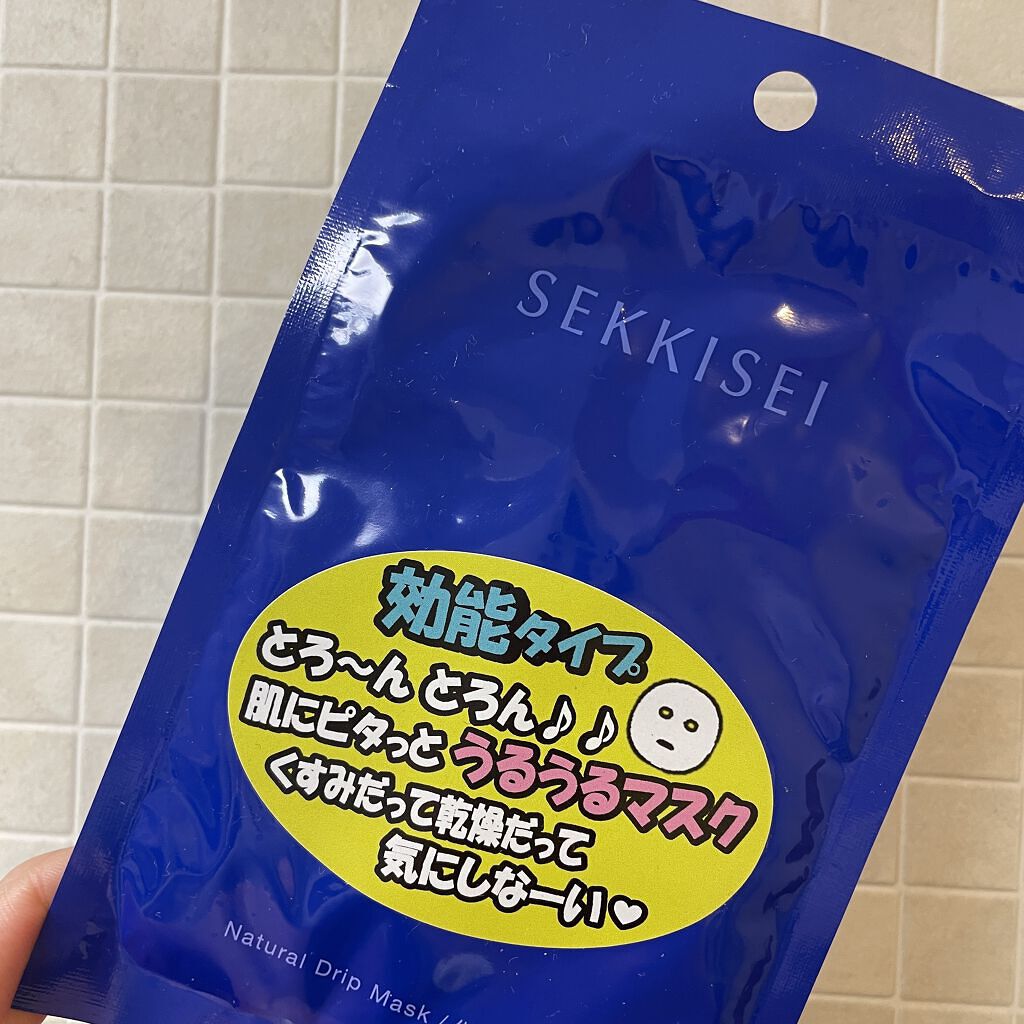 SEKKISEI
効能タイプ
とろ〜ん とろん♪♪
肌にピタっと うるうるマスク
くすみだって乾燥だって
気にしなーい♥
Natural Drip Mask /